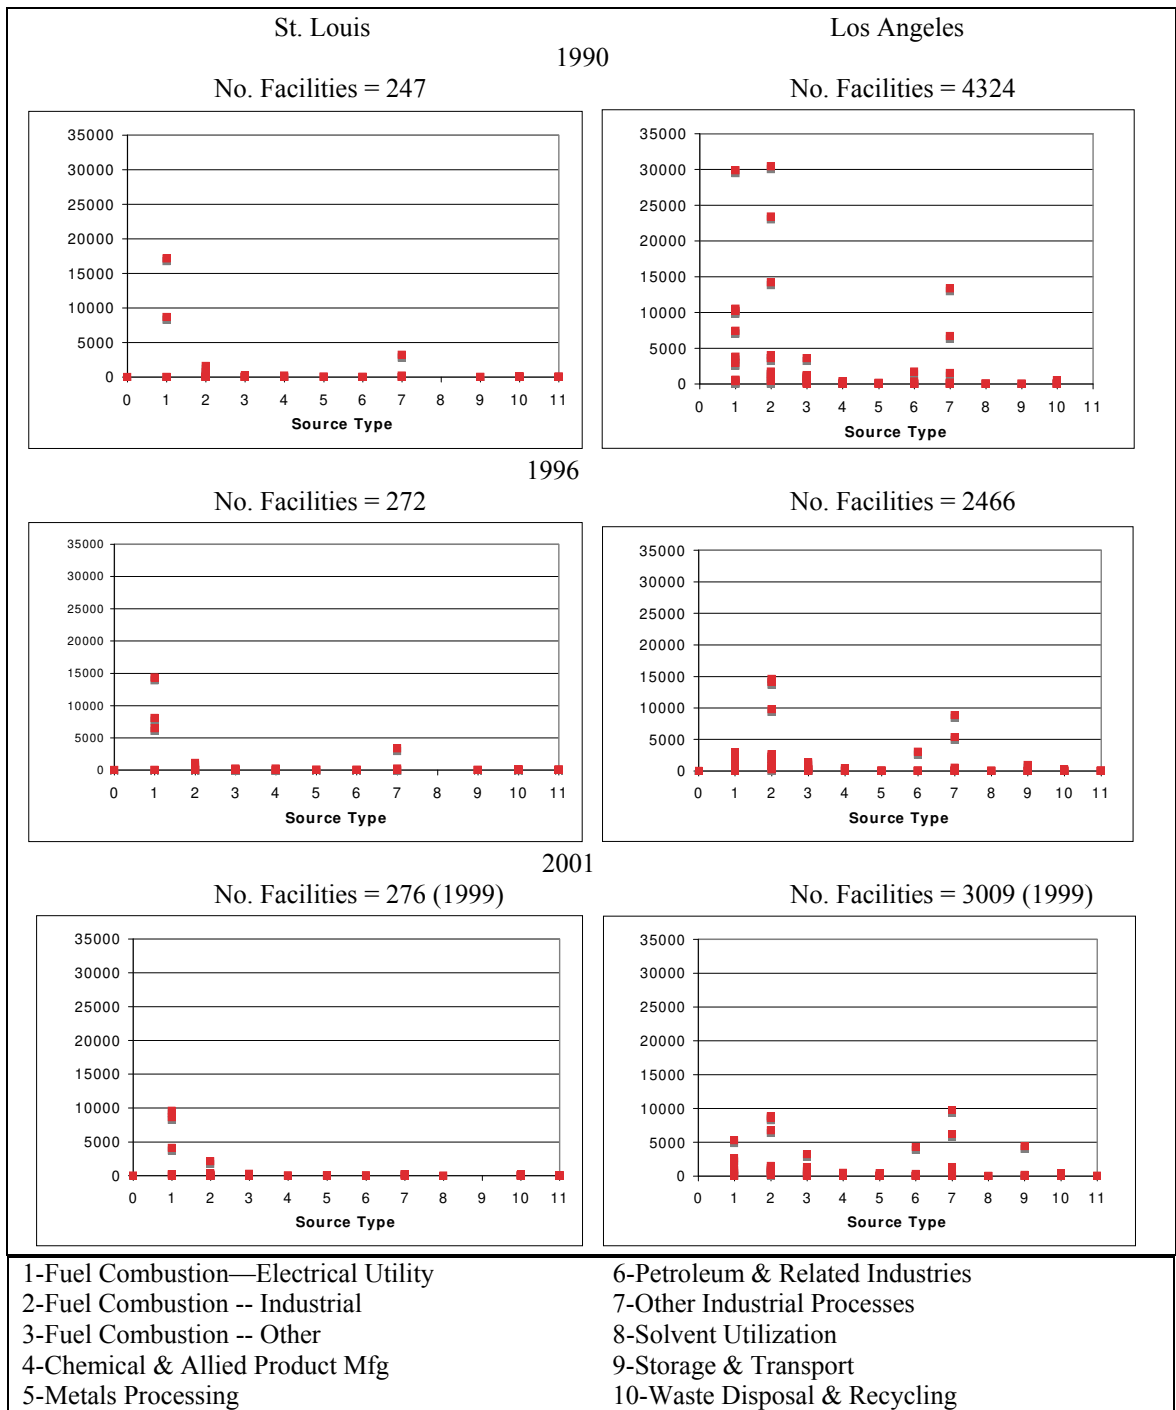 St. Louis Los Angeles
1990
No. Facilities = 247 No. Facilities = 4324
35000
30000
25000
20000
15000
10000
5000
0
0 1 2 3 4 5 6 7 8 9 10 11
Source Type
35000
30000
25000
20000
15000
10000
5000
0
0 1 2 3 4 5 6 7 8 9 10 11
Source Type
1996
No. Facilities = 272 No. Facilities = 2466
35000
30000
25000
20000
15000
10000
5000
0
0 1 2 3 4 5 6 7 8 9 10 11
Source Type
35000
30000
25000
20000
15000
10000
5000
0
0 1 2 3 4 5 6 7 8 9 10 11
Source Type
2001
No. Facilities = 276 (1999) No. Facilities = 3009 (1999)
35000
30000
25000
20000
15000
10000
5000
0
0 1 2 3 4 5 6 7 8 9 10 11
Source Type
35000
30000
25000
20000
15000
10000
5000
0
0 1 2 3 4 5 6 7 8 9 10 11
Source Type
1-Fuel Combustion—Electrical Utility
2-Fuel Combustion -- Industrial
3-Fuel Combustion -- Other
4-Chemical & Allied Product Mfg
5-Metals Processing
6-Petroleum & Related Industries
7-Other Industrial Processes
8-Solvent Utilization
9-Storage & Transport
10-Waste Disposal & Recycling